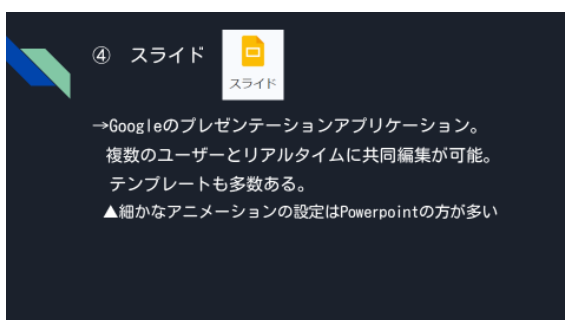 ④　スライド
スライド
→Googleのプレゼンテーションアプリケーション。
複数のユーザーとリアルタイムに共同編集が可能。
テンプレートも多数ある。
▲細かなアニメーションの設定はPowerpointの方が多い